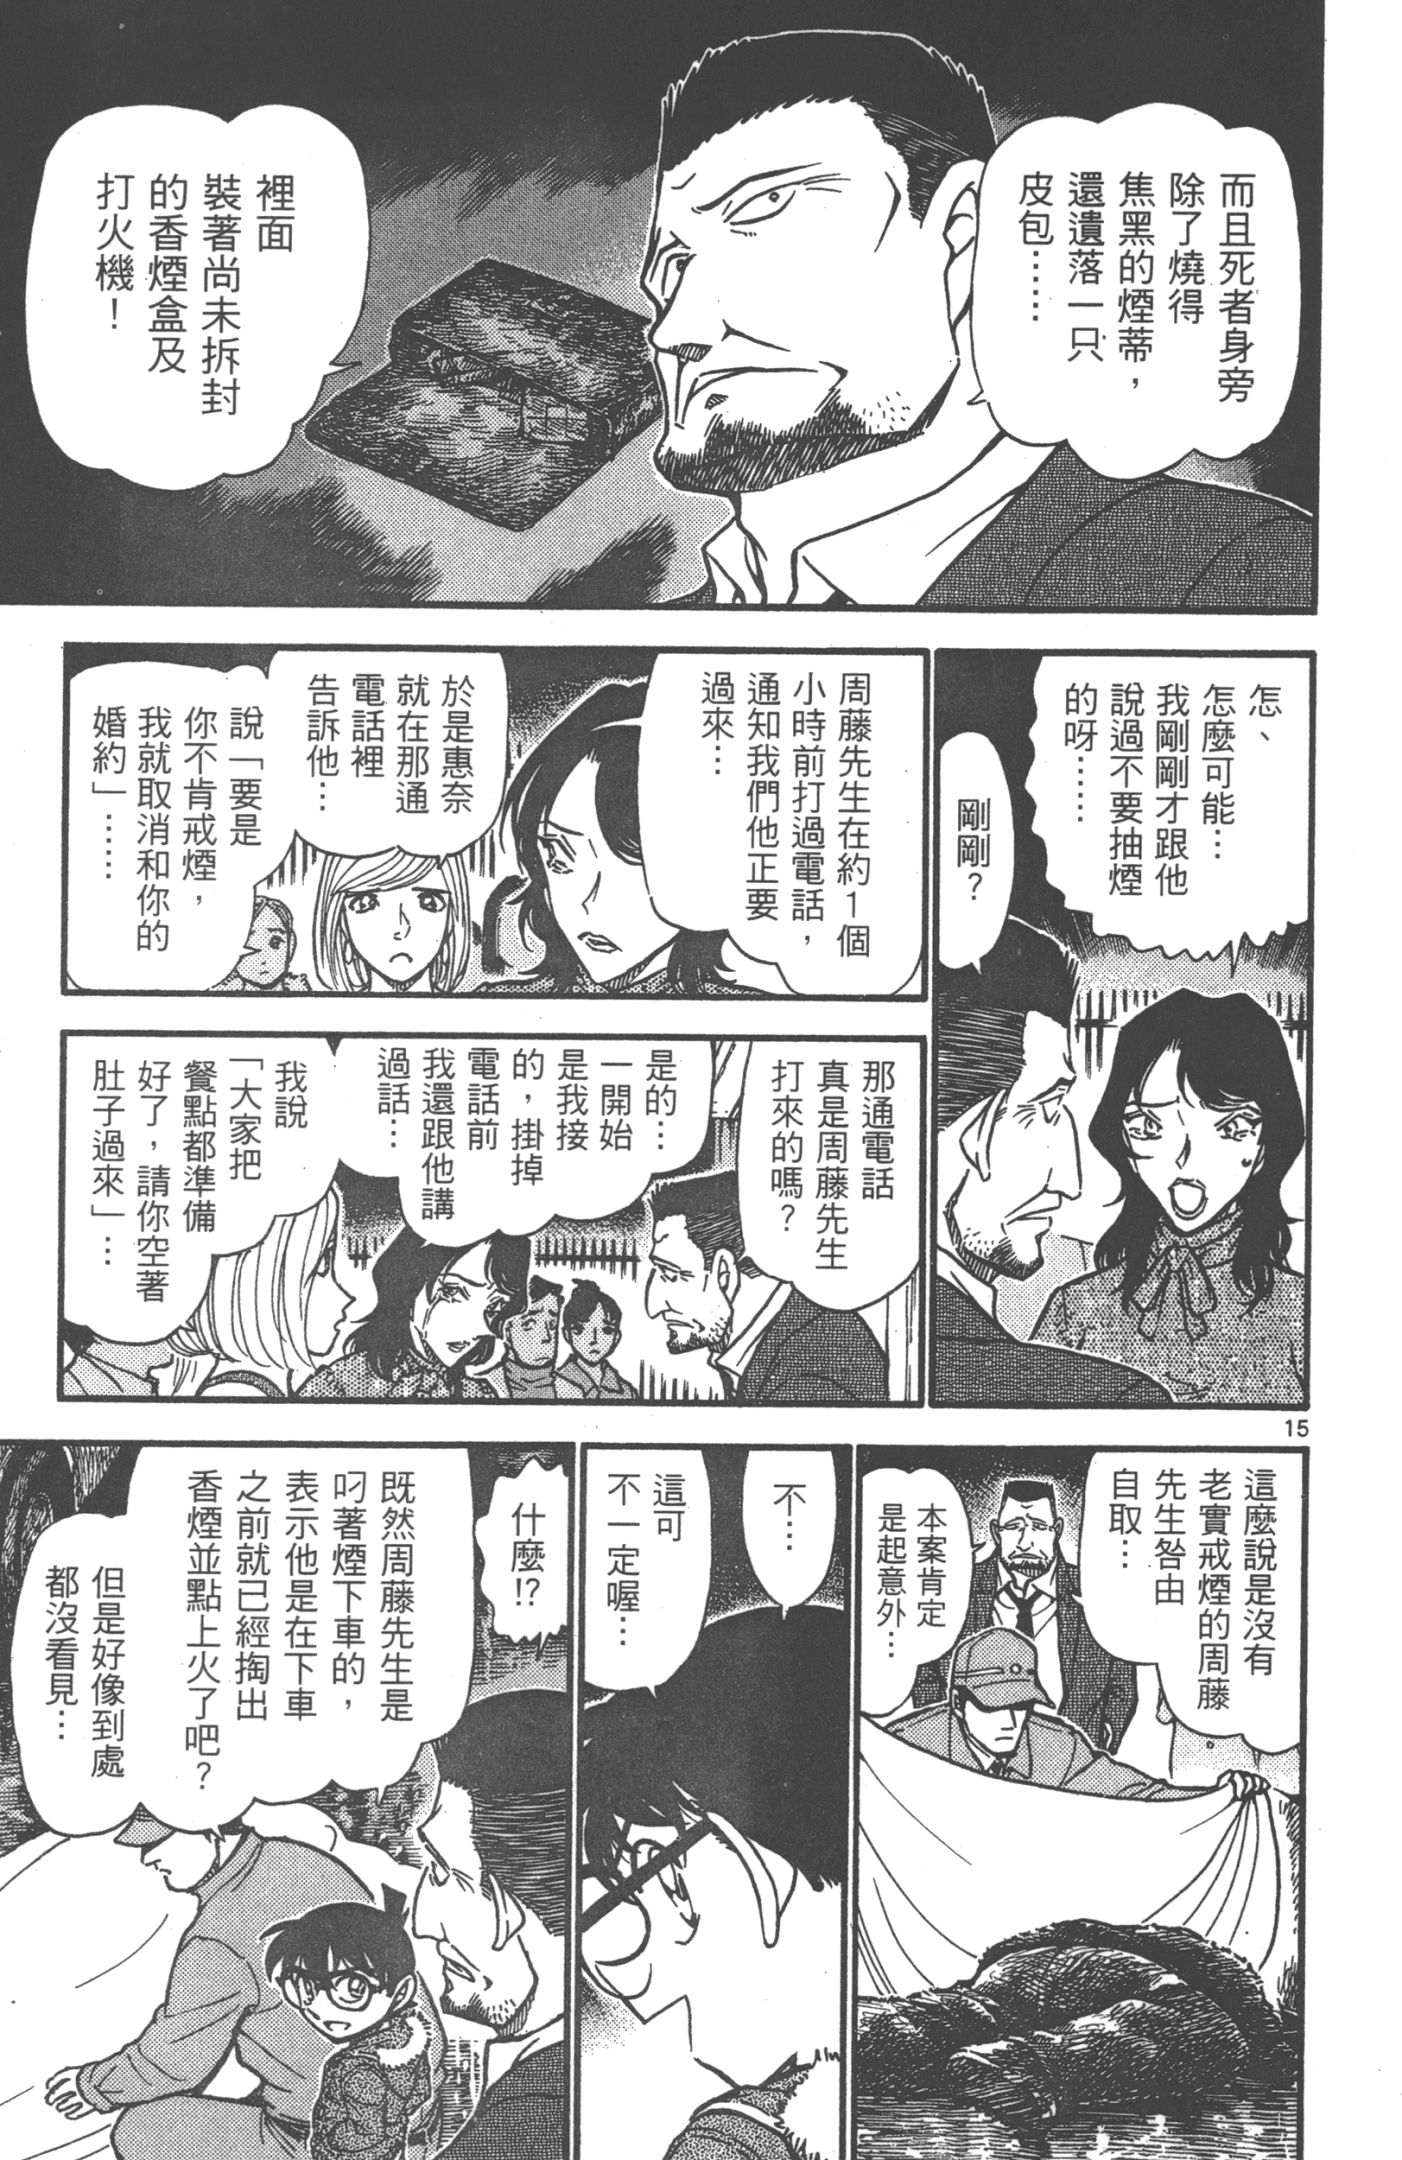 而且死者身旁
除了燒得
焦黑的煙蒂，
還遺落一只
皮包……
裡面
裝著尚未拆封
的香煙盒及
打火機！
怎、
怎麼可能…
我剛剛才跟他
說過不要抽煙
的呀……
剛剛？
周藤先生在約1個
小時前打過電話，
通知我們他正要
過來…
於是惠奈
就在那通
電話裡
告訴他…
說「要是
你不肯戒煙，
我就取消和你的
婚約」……
那通電話
真是周藤先生
打來的嗎？
是的…
一開始
是我接
的，掛掉
電話前
我還跟他講
過話…
我說
「大家把
餐點都準備
好了，請你空著
肚子過來」…
15
這麼說是沒有
老實戒煙的周藤
先生咎由
自取…
本案肯定
是起意外…
不…
這可
不一定喔…
什麼!?
既然周藤先生是
叼著煙下車的，
表示他是在下車
之前就已經掏出
香煙並點上火了吧？
但是好像到處
都沒看見…